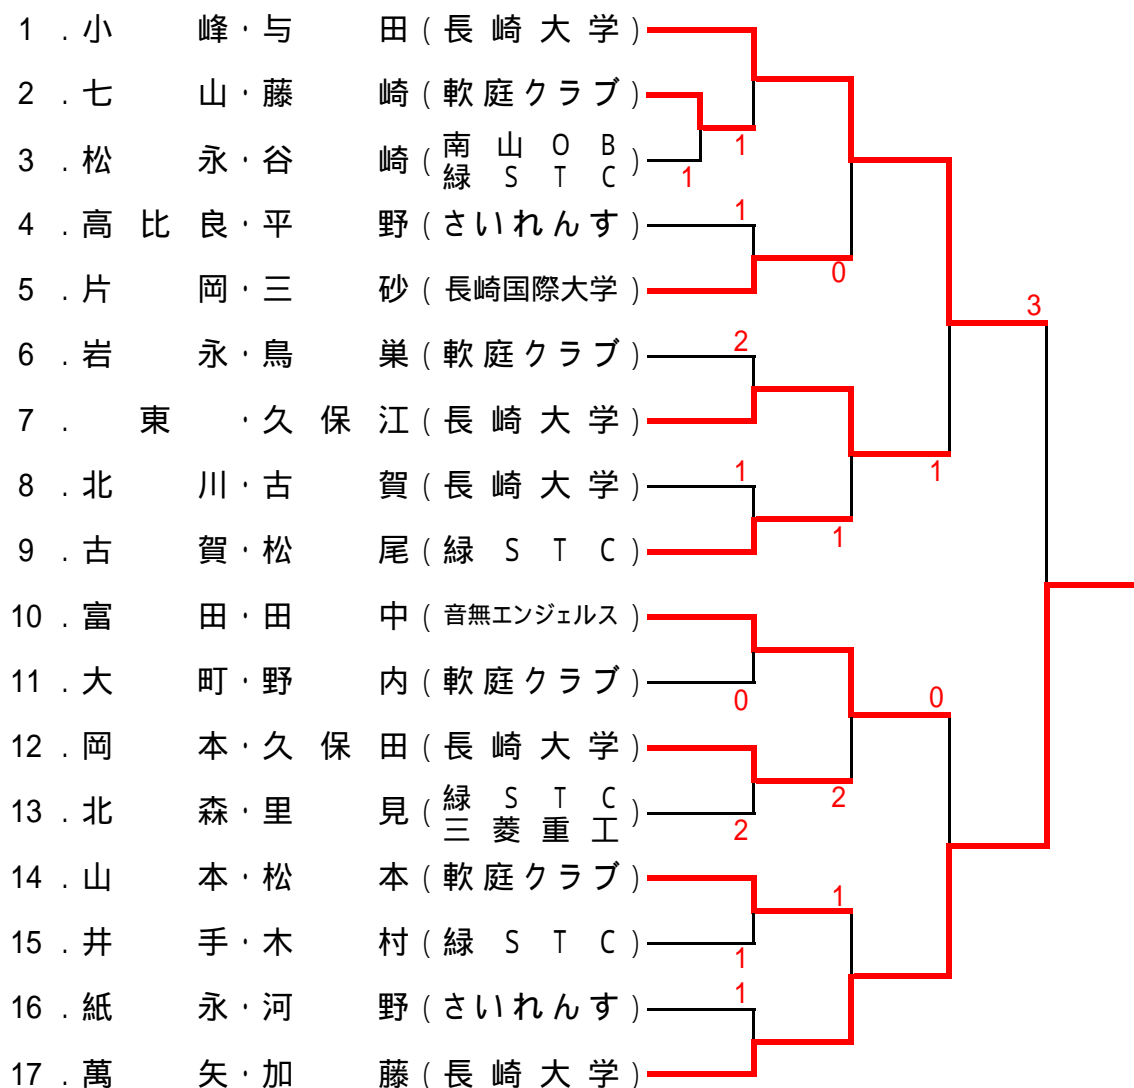 1 . 小峰・与田 ( 長崎大学 )
2 . 七山・藤崎 ( 軟庭クラブ )
1
3 . 松永・谷崎 ( 南山OB 緑STC )
1
4 . 高比良・平野 ( さいれんす )
1
5 . 片岡・三砂 ( 長崎国際大学 )
0
3
6 . 岩永・鳥巣 ( 軟庭クラブ )
2
7 . 東・久保江 ( 長崎大学 )
8 . 北川・古賀 ( 長崎大学 )
1
1
9 . 古賀・松尾 ( 緑STC )
1
10 . 富田・田中 ( 音無エンジェルス )
11 . 大町・野内 ( 軟庭クラブ )
0
0
12 . 岡本・久保田 ( 長崎大学 )
2
13 . 北森・里見 ( 緑STC 三菱重工 )
2
14 . 山本・松本 ( 軟庭クラブ )
1
15 . 井手・木村 ( 緑STC )
1
16 . 紙永・河野 ( さいれんす )
1
17 . 萬矢・加藤 ( 長崎大学 )